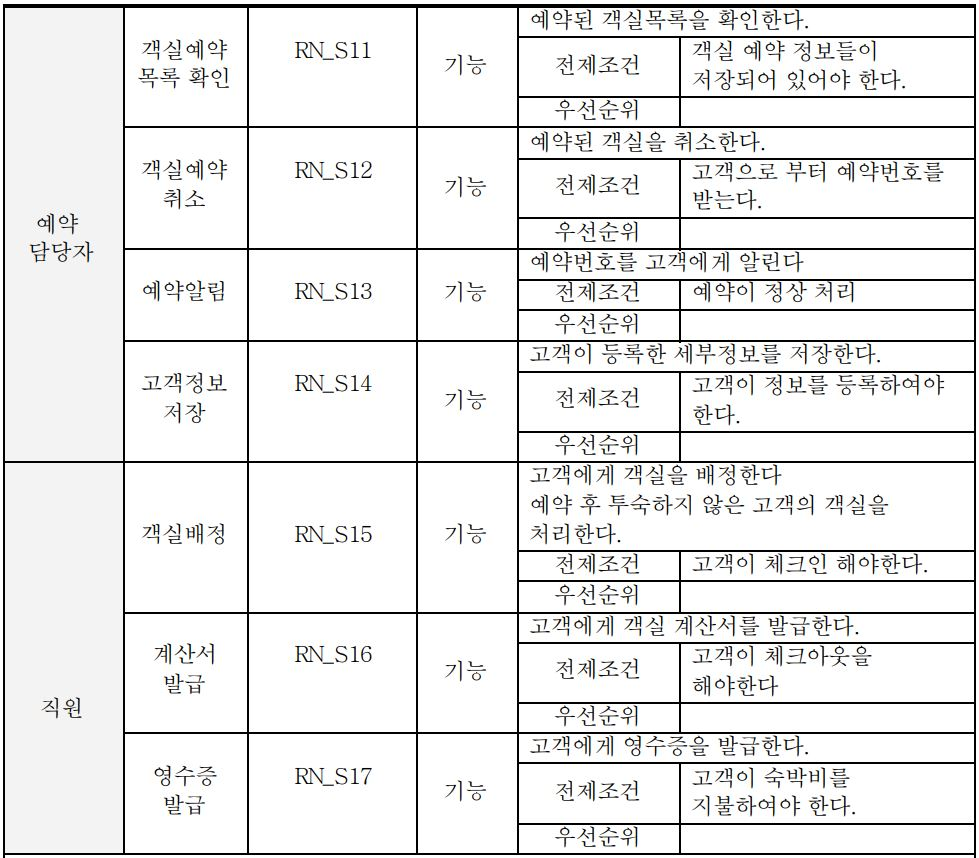 예약
담당자
객실예약
목록 확인
RN_S11
기능
예약된 객실목록을 확인한다.
전제조건
객실 예약 정보들이
저장되어 있어야 한다.
우선순위
객실예약
취소
RN_S12
기능
예약된 객실을 취소한다.
전제조건
고객으로 부터 예약번호를
받는다.
우선순위
예약알림
RN_S13
기능
예약번호를 고객에게 알린다
전제조건
예약이 정상 처리
우선순위
고객정보
저장
RN_S14
기능
고객이 등록한 세부정보를 저장한다.
전제조건
고객이 정보를 등록하여야
한다.
우선순위
직원
객실배정
RN_S15
기능
고객에게 객실을 배정한다
예약 후 투숙하지 않은 고객의 객실을
처리한다.
전제조건
고객이 체크인 해야한다.
우선순위
계산서
발급
RN_S16
기능
고객에게 객실 계산서를 발급한다.
전제조건
고객이 체크아웃을
해야한다
우선순위
영수증
발급
RN_S17
기능
고객에게 영수증을 발급한다.
전제조건
고객이 숙박비를
지불하여야 한다.
우선순위